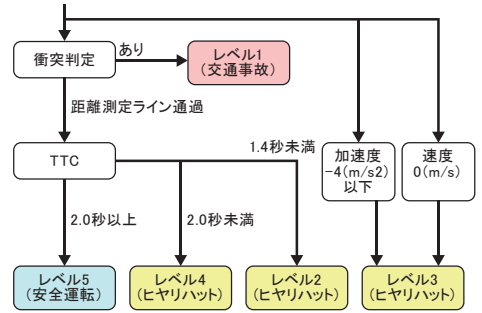 衝突判定
あり
レベル1
(交通事故)
距離測定ライン通過
TTC
1.4秒未満
加速度
-4(m/s2)
以下
速度
0(m/s)
2.0秒以上
2.0秒未満
レベル5
(安全運転)
レベル4
(ヒヤリハット)
レベル2
(ヒヤリハット)
レベル3
(ヒヤリハット)